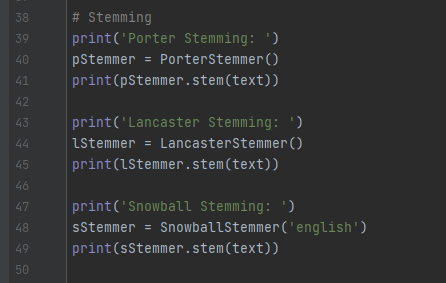 38 # Stemming
39 print('Porter Stemming: ')
40 pStemmer = PorterStemmer()
41 print(pStemmer.stem(text))
42
43 print('Lancaster Stemming: ')
44 lStemmer = LancasterStemmer()
45 print(lStemmer.stem(text))
46
47 print('Snowball Stemming: ')
48 sStemmer = SnowballStemmer('english')
49 print(sStemmer.stem(text))
50